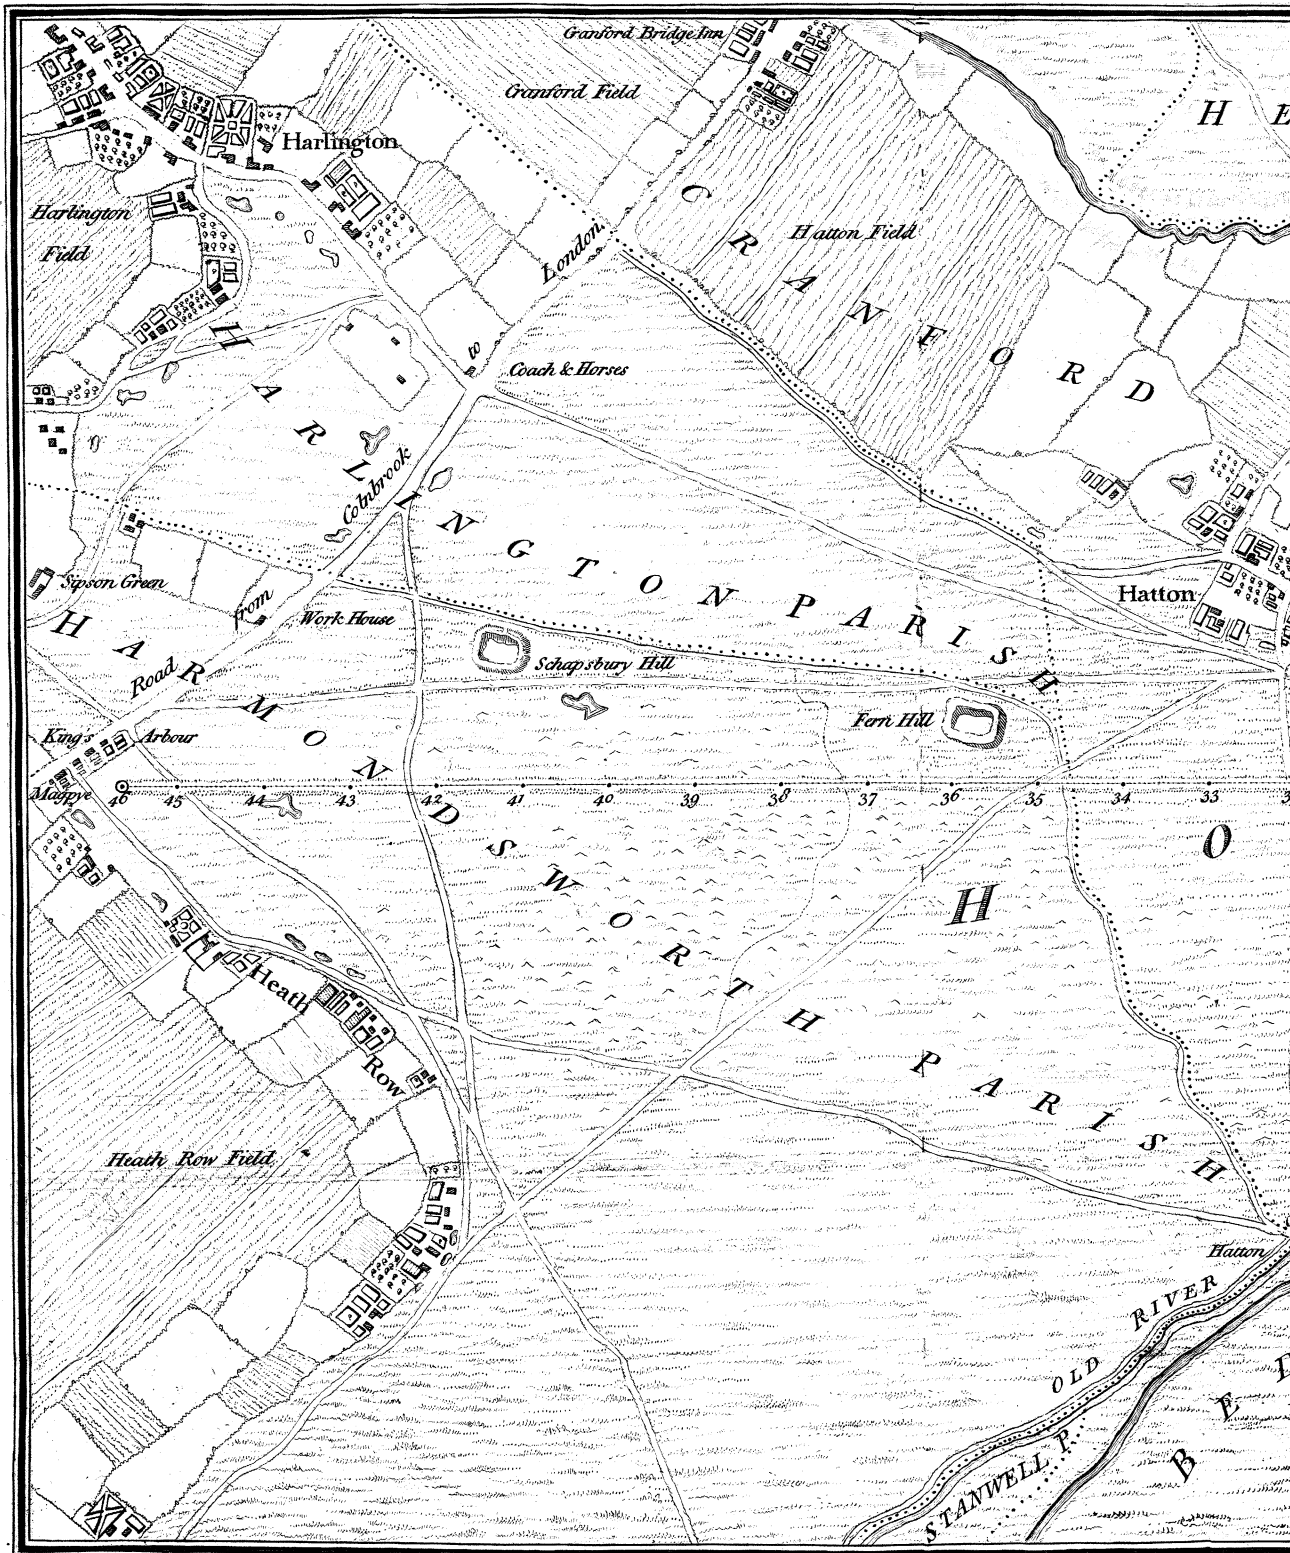 Cranford Bridge Inn
Cranford Field
H E
Harlington
Harlington
Field
Hatton Field
CRANFORD
London
to
Coach & Horses
HARLINGTON PARISH
Colnbrook
from
Road
Sipson Green
Work House
Hatton
Schapsbury Hill
Fern Hill
HARMONDSWORTH PARISH
King's Arbour
Magpye
46 45 44 43 42 41 40 39 38 37 36 35 34 33
H O
Heath
Row
Heath Row Field
Hatton
OLD RIVER
STANWELL P.
B E D